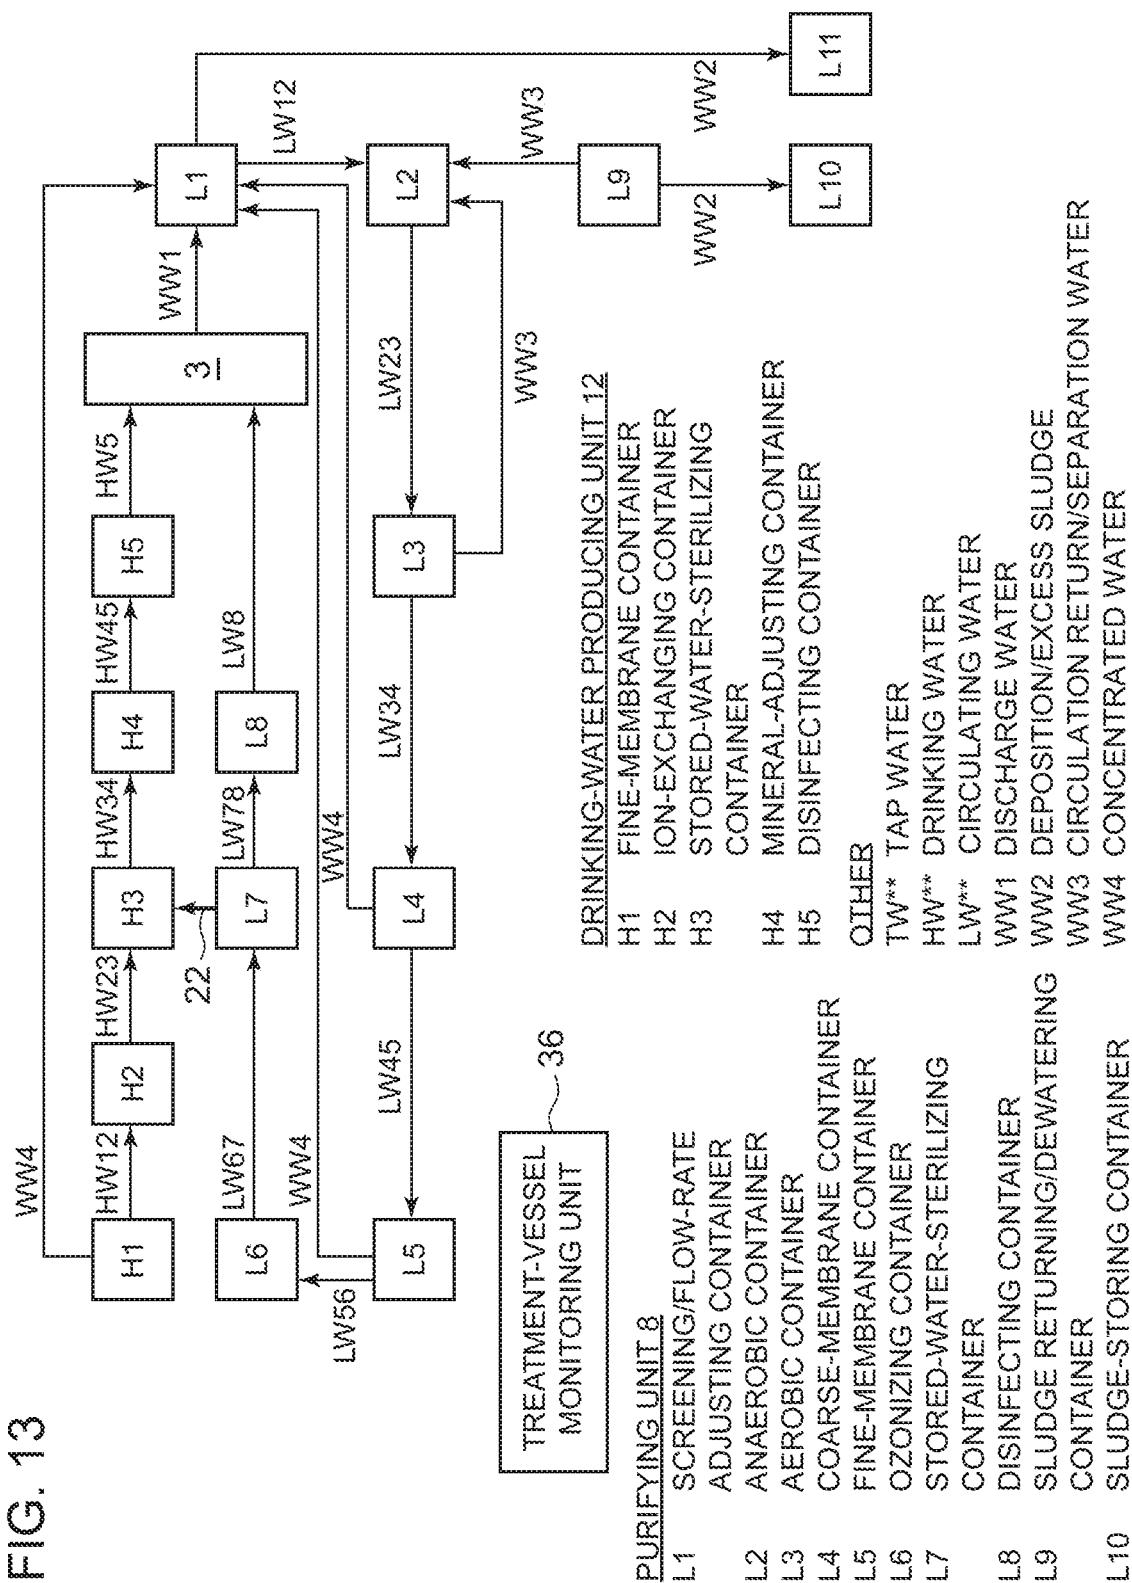 FIG. 13
WW4
H1
HW12
H2
HW23
H3
HW34
H4
HW45
H5
HW5
3
WW1
L1
LW12
L6
LW67
22
L7
LW78
L8
LW8
WW4
WW4
LW56
L5
LW45
L4
LW34
L3
LW23
L2
WW3
WW3
L9
WW2
L10
WW2
L11
TREATMENT-VESSEL
MONITORING UNIT
36
PURIFYING UNIT 8
L1 SCREENING/FLOW-RATE
ADJUSTING CONTAINER
L2 ANAEROBIC CONTAINER
L3 AEROBIC CONTAINER
L4 COARSE-MEMBRANE CONTAINER
L5 FINE-MEMBRANE CONTAINER
L6 OZONIZING CONTAINER
L7 STORED-WATER-STERILIZING
CONTAINER
L8 DISINFECTING CONTAINER
L9 SLUDGE RETURNING/DEWATERING
CONTAINER
L10 SLUDGE-STORING CONTAINER
DRINKING-WATER PRODUCING UNIT 12
H1 FINE-MEMBRANE CONTAINER
H2 ION-EXCHANGING CONTAINER
H3 STORED-WATER-STERILIZING
CONTAINER
H4 MINERAL-ADJUSTING CONTAINER
H5 DISINFECTING CONTAINER
OTHER
TW** TAP WATER
HW** DRINKING WATER
LW** CIRCULATING WATER
WW1 DISCHARGE WATER
WW2 DEPOSITION/EXCESS SLUDGE
WW3 CIRCULATION RETURN/SEPARATION WATER
WW4 CONCENTRATED WATER